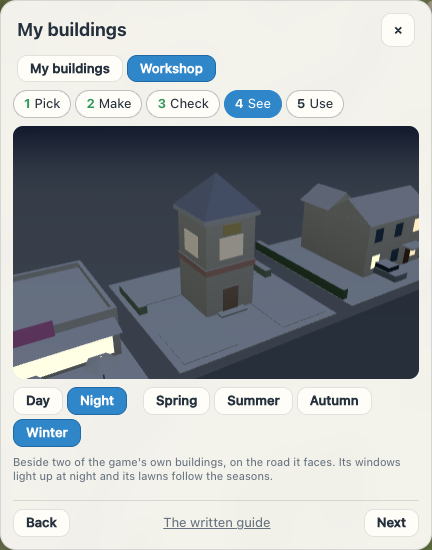 My buildings
×
My buildings
Workshop
1 Pick
2 Make
3 Check
4 See
5 Use
Day
Night
Spring
Summer
Autumn
Winter
Beside two of the game's own buildings, on the road it faces. Its windows
light up at night and its lawns follow the seasons.
Back
The written guide
Next